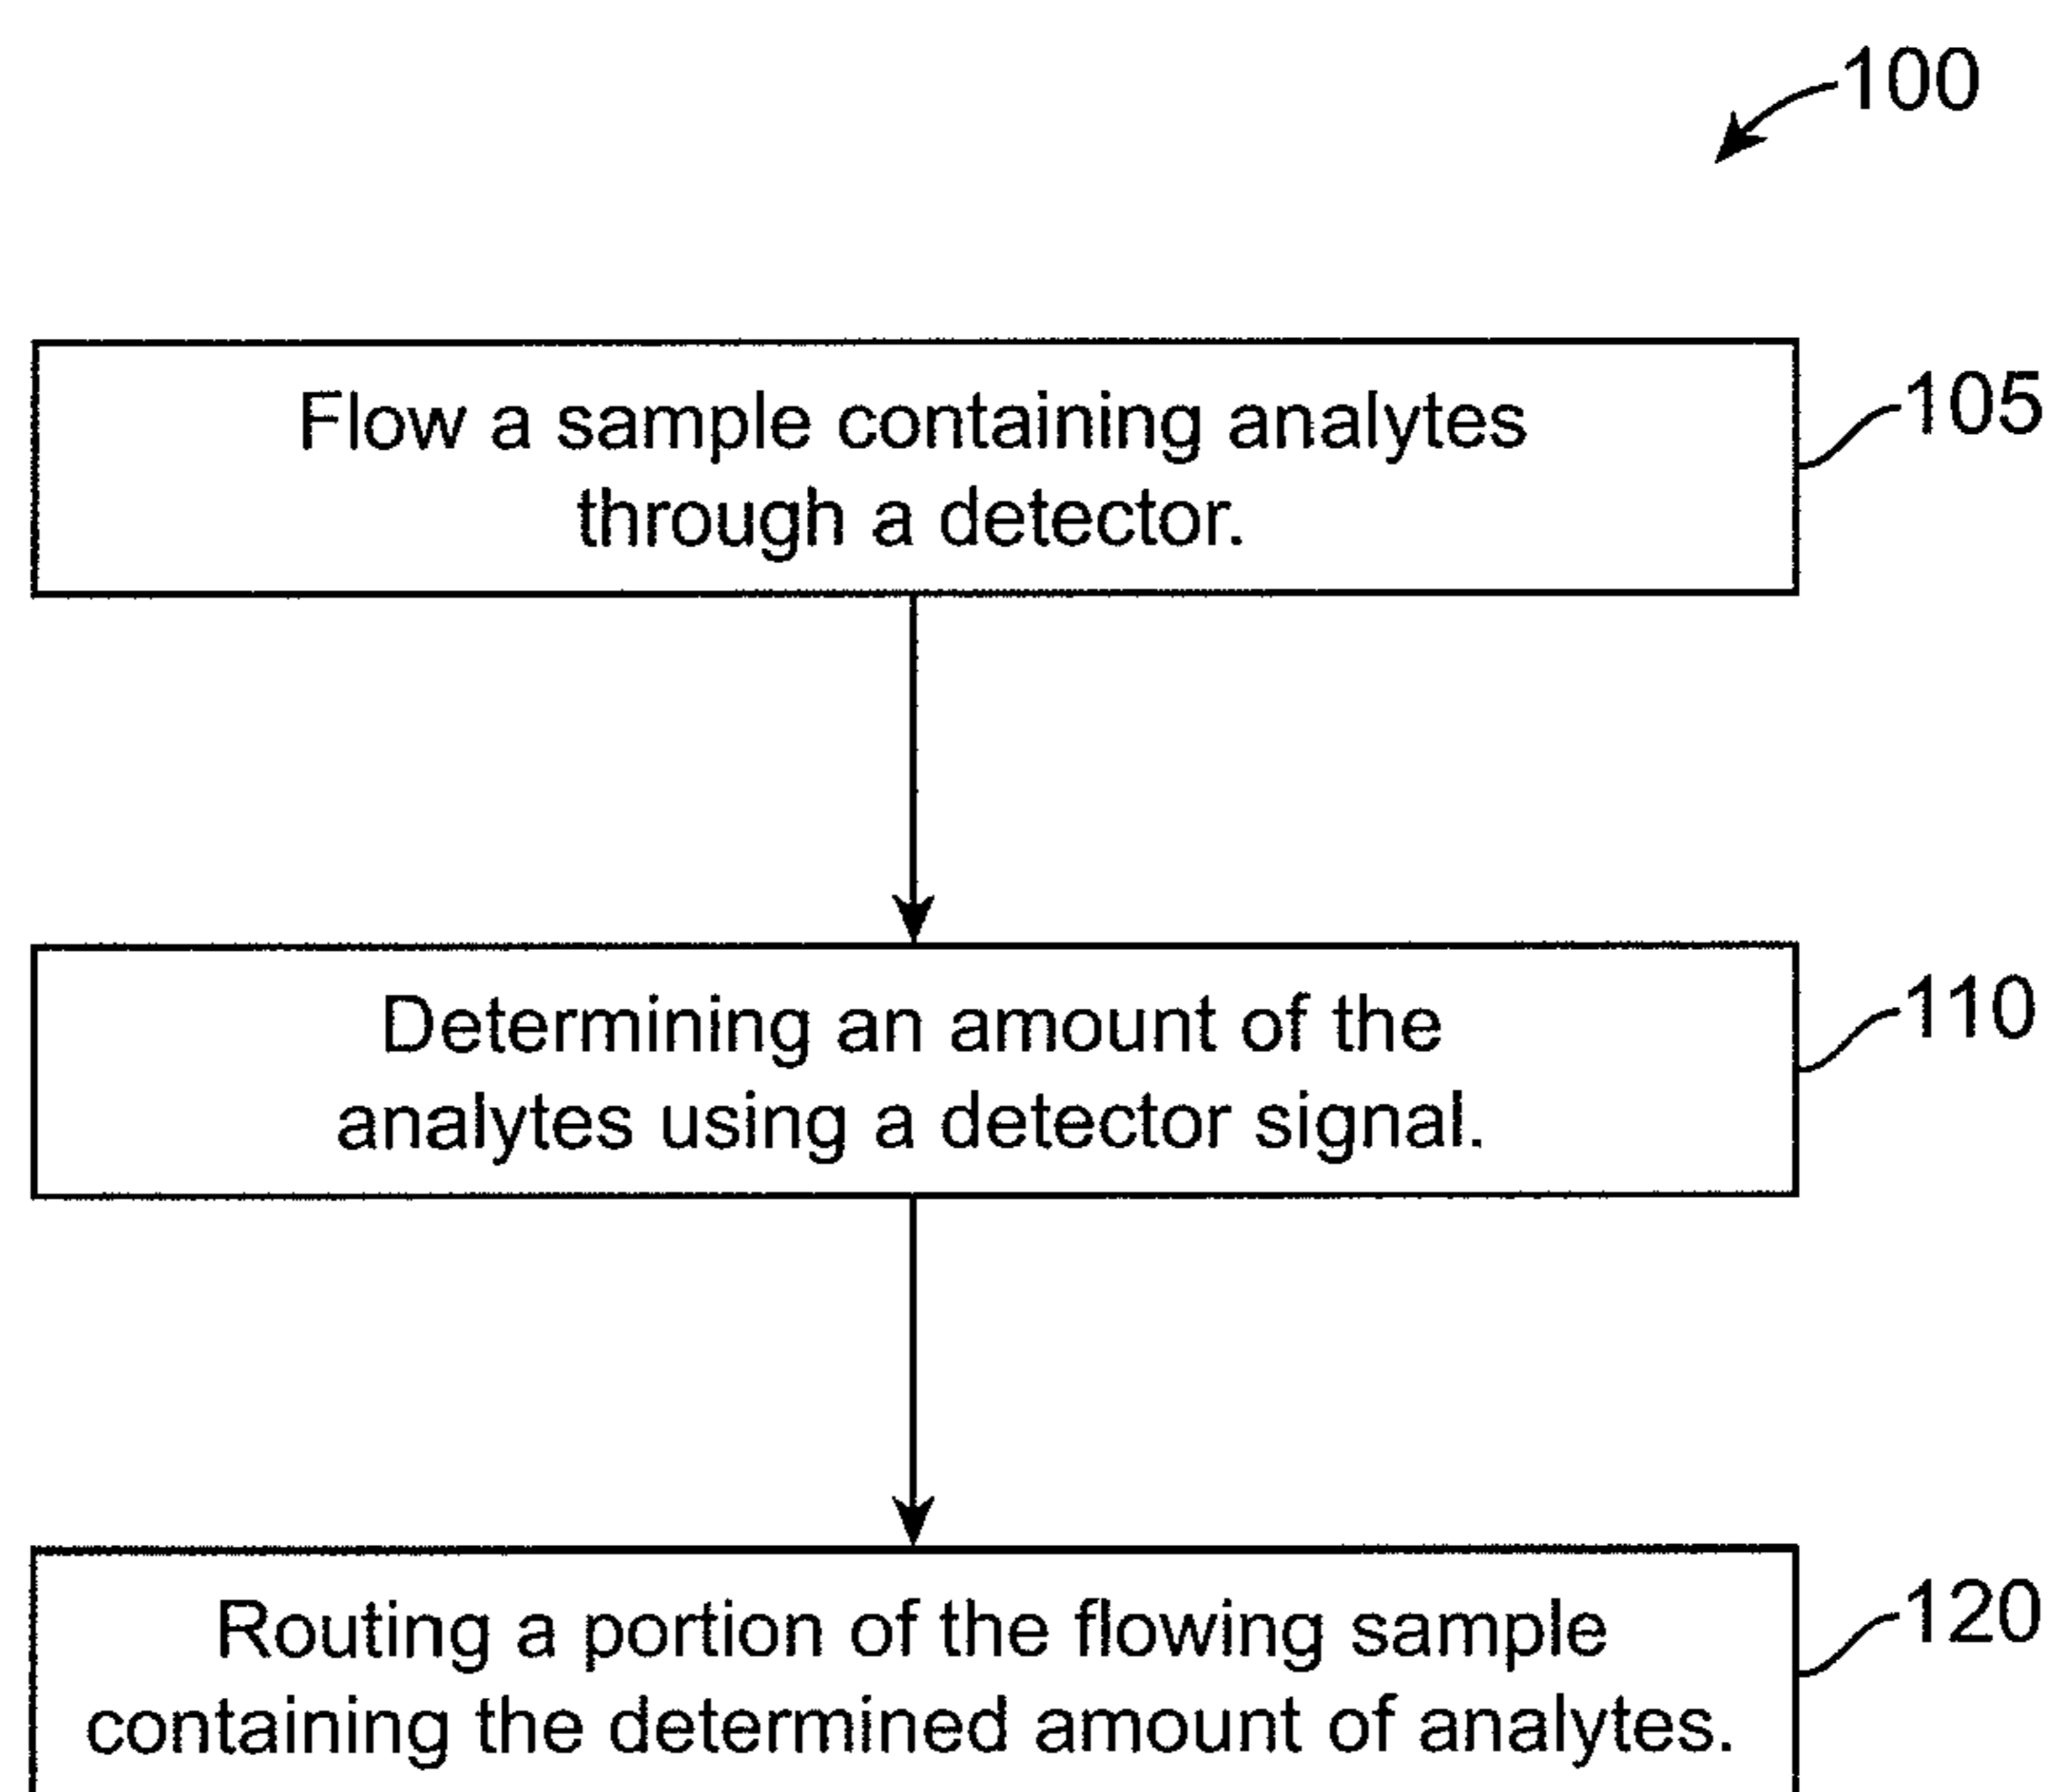 100
Flow a sample containing analytes
through a detector.
105
Determining an amount of the
analytes using a detector signal.
110
Routing a portion of the flowing sample
containing the determined amount of analytes.
120